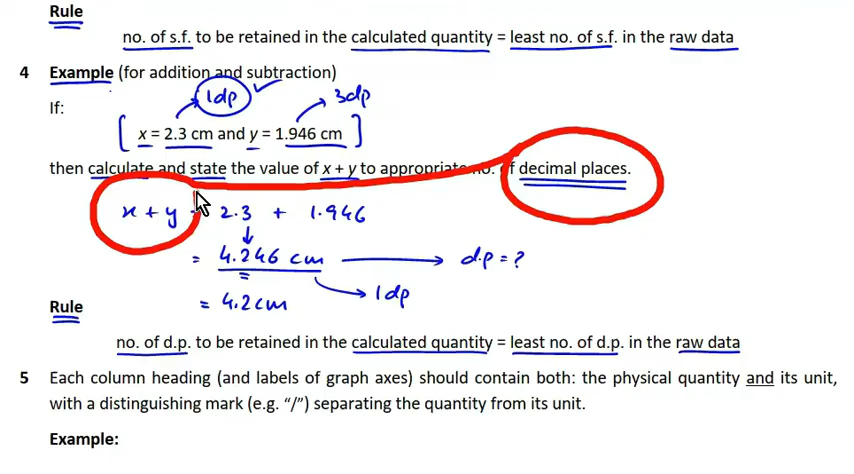 Rule
no. of s.f. to be retained in the calculated quantity = least no. of s.f. in the raw data
4 Example (for addition and subtraction)
1dp 3dp
If:
x = 2.3 cm and y = 1.946 cm
then calculate and state the value of x + y to appropriate no. of decimal places.
x + y = 2.3 + 1.946
= 4.246 cm d.p = ?
= 4.2cm 1dp
Rule
no. of d.p. to be retained in the calculated quantity = least no. of d.p. in the raw data
5 Each column heading (and labels of graph axes) should contain both: the physical quantity and its unit,
with a distinguishing mark (e.g. “/”) separating the quantity from its unit.
Example: